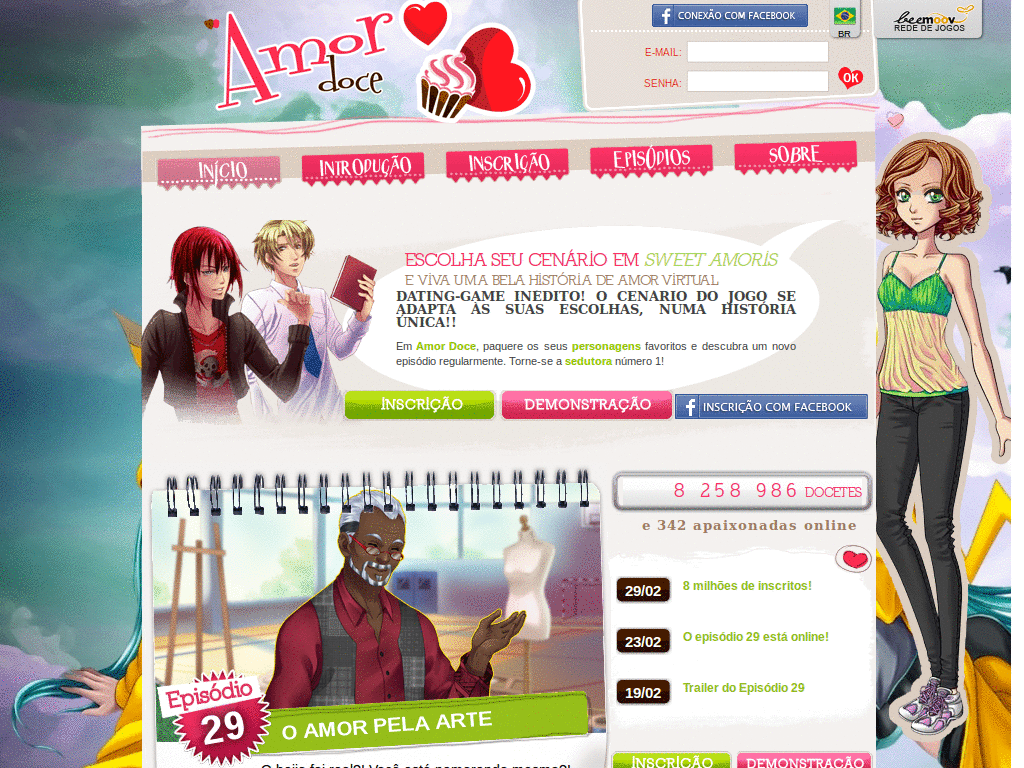 Amor
doce
CONEXÃO COM FACEBOOK
BR
beemoov
REDE DE JOGOS
E-MAIL:
SENHA:
OK
INÍCIO
INTRODUÇÃO
INSCRIÇÃO
EPISÓDIOS
SOBRE
ESCOLHA SEU CENÁRIO EM SWEET AMORIS
E VIVA UMA BELA HISTÓRIA DE AMOR VIRTUAL
DATING-GAME INEDITO! O CENARIO DO JOGO SE
ADAPTA AS SUAS ESCOLHAS, NUMA HISTÓRIA
ÚNICA!!
Em Amor Doce, paquere os seus personagens favoritos e descubra um novo
episódio regularmente. Torne-se a sedutora número 1!
INSCRIÇÃO
DEMONSTRAÇÃO
INSCRIÇÃO COM FACEBOOK
8 258 986 DOCETES
e 342 apaixonadas online
29/02 8 milhões de inscritos!
23/02 O episódio 29 está online!
19/02 Trailer do Episódio 29
Episódio
29
O AMOR PELA ARTE
INSCRIÇÃO
DEMONSTRAÇÃO
O beijo foi real?! Você está namorando mesmo?!